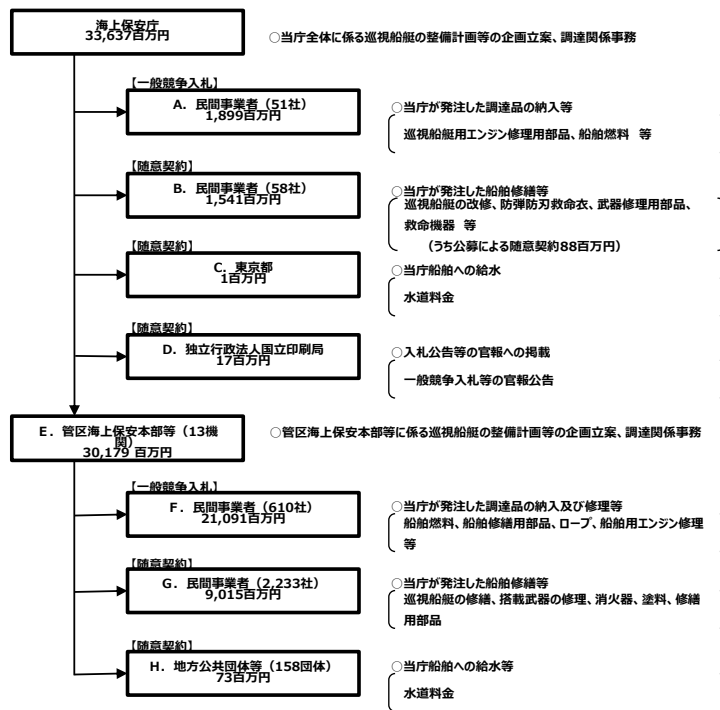 海上保安庁
33,637百万円
○当庁全体に係る巡視船艇の整備計画等の企画立案、調達関係事務
【一般競争入札】
A．民間事業者（51社）
1,899百万円
○当庁が発注した調達品の納入等
巡視船艇用エンジン修理用部品、船舶燃料　等
【随意契約】
B．民間事業者（58社）
1,541百万円
○当庁が発注した船舶修繕等
巡視船艇の改修、防弾防刃救命衣、武器修理用部品、
救命機器　等
（うち公募による随意契約88百万円）
【随意契約】
C．東京都
1百万円
○当庁船舶への給水
水道料金
【随意契約】
D．独立行政法人国立印刷局
17百万円
○入札公告等の官報への掲載
一般競争入札等の官報公告
E．管区海上保安本部等（13機
関）
30,179 百万円
○管区海上保安本部等に係る巡視船艇の整備計画等の企画立案、調達関係事務
【一般競争入札】
F．民間事業者（610社）
21,091百万円
○当庁が発注した調達品の納入及び修理等
船舶燃料、船舶修繕用部品、ロープ、船舶用エンジン修理
等
【随意契約】
G．民間事業者（2,233社）
9,015百万円
○当庁が発注した船舶修繕等
巡視船艇の修繕、搭載武器の修理、消火器、塗料、修繕
用部品
【随意契約】
H．地方公共団体等（158団体）
73百万円
○当庁船舶への給水等
水道料金